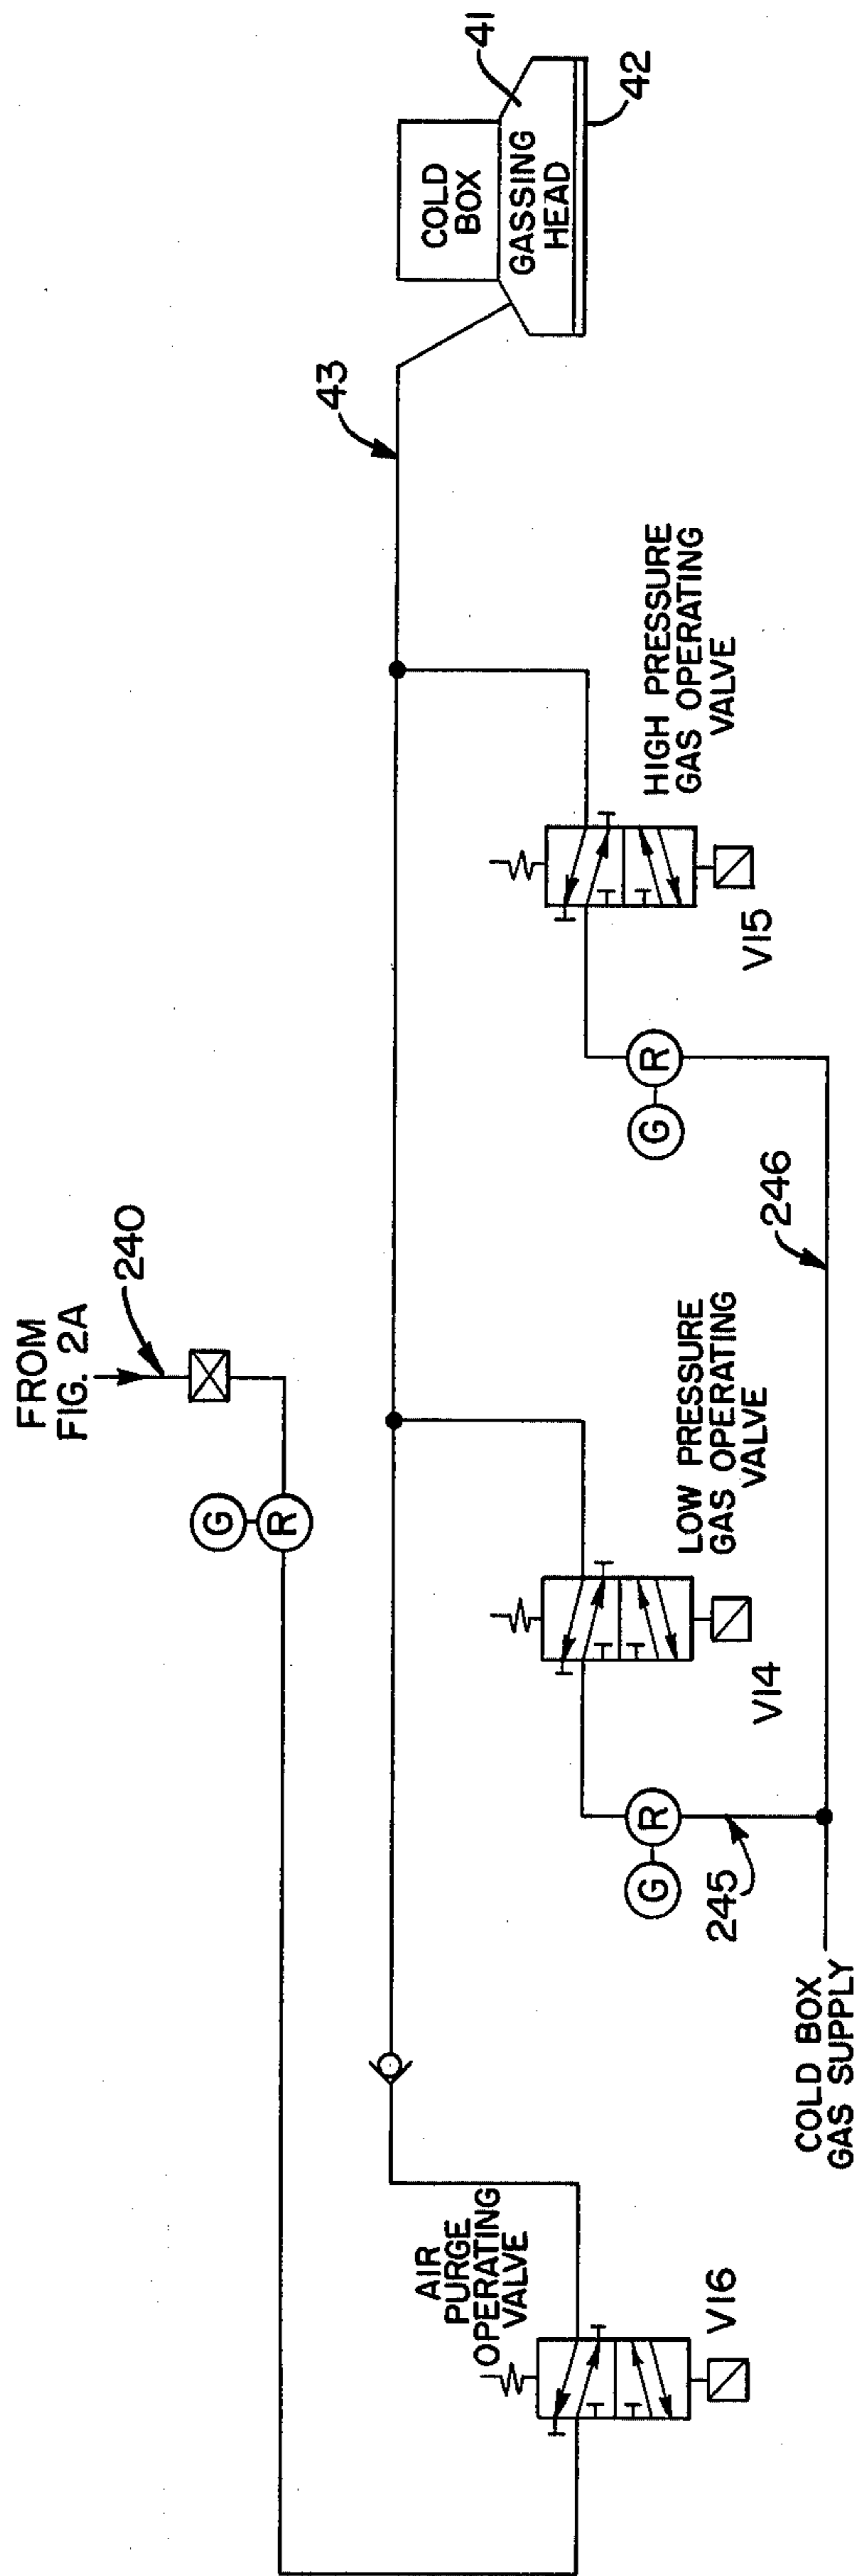 FROM
FIG. 2A
240
G
R
43
COLD
BOX
GASSING
HEAD
41
42
AIR
PURGE
OPERATING
VALVE
V16
LOW PRESSURE
GAS OPERATING
VALVE
V14
G
R
245
HIGH PRESSURE
GAS OPERATING
VALVE
V15
G
R
246
COLD BOX
GAS SUPPLY